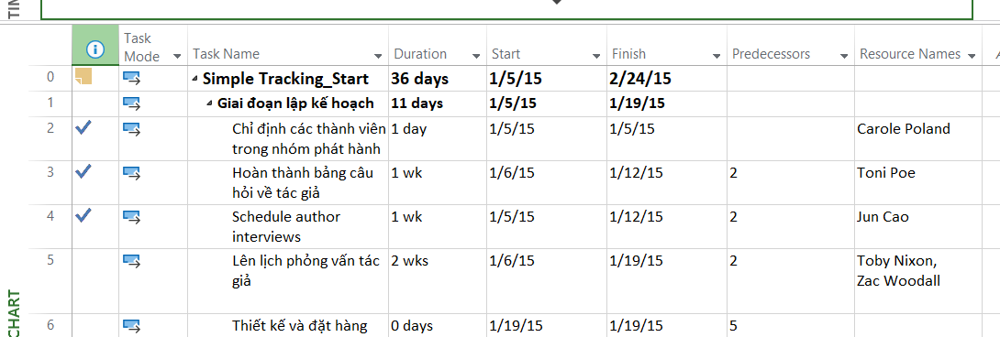 TIM
Task
Mode
Task Name
Duration
Start
Finish
Predecessors
Resource Names
0 Simple Tracking_Start 36 days 1/5/15 2/24/15
1 Giai đoạn lập kế hoạch 11 days 1/5/15 1/19/15
2 Chỉ định các thành viên 1 day 1/5/15 1/5/15 Carole Poland
trong nhóm phát hành
3 Hoàn thành bảng câu 1 wk 1/6/15 1/12/15 2 Toni Poe
hỏi về tác giả
4 Schedule author 1 wk 1/5/15 1/12/15 2 Jun Cao
interviews
5 Lên lịch phỏng vấn tác 2 wks 1/6/15 1/19/15 2 Toby Nixon,
giả Zac Woodall
6 Thiết kế và đặt hàng 0 days 1/19/15 1/19/15 5
CHART